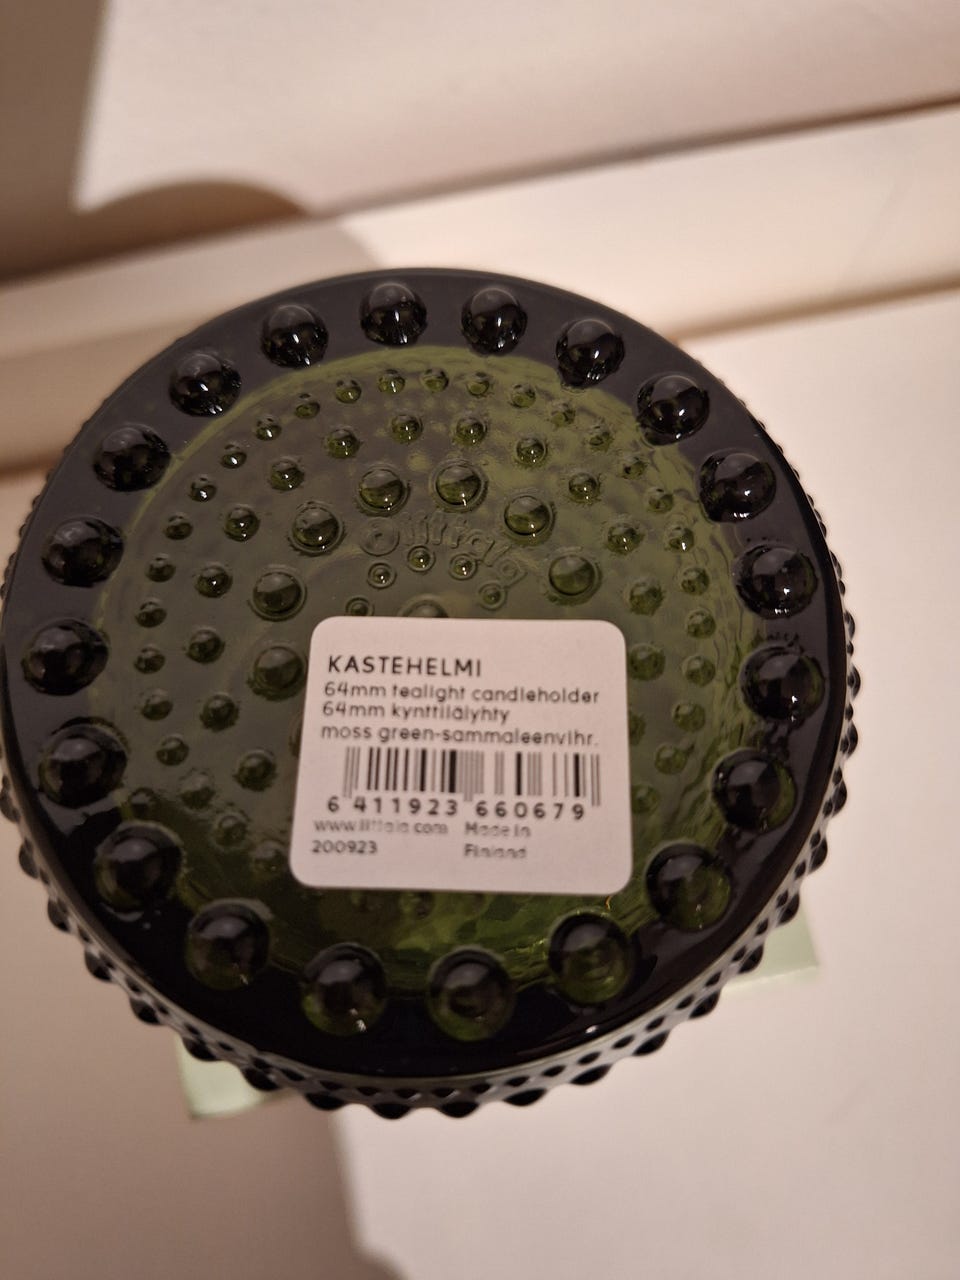 iittala
KASTEHELMI
64mm tealight candleholder
64mm kynttilälyhty
moss green-sammaleenvihr.
6 411923 660679
www.iittala.com Made in
200923 Finland